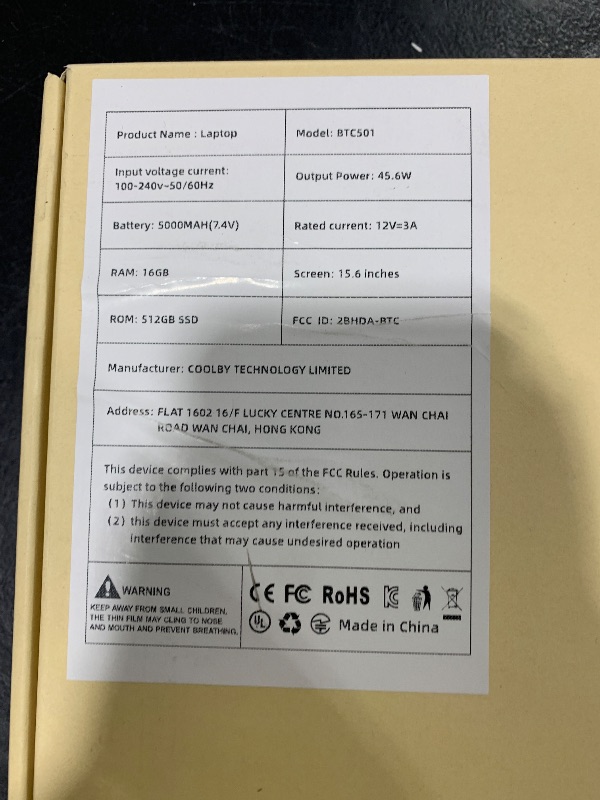 Product Name : Laptop
Model: BTC501
Input voltage current:
100-240v~50/60Hz
Output Power: 45.6W
Battery: 5000MAH(7.4V)
Rated current: 12V=3A
RAM: 16GB
Screen: 15.6 inches
ROM: 512GB SSD
FCC ID: 2BHDA-BTC
Manufacturer: COOLBY TECHNOLOGY LIMITED
Address: FLAT 1602 16/F LUCKY CENTRE NO.165-171 WAN CHAI
ROAD WAN CHAI, HONG KONG
This device complies with part 15 of the FCC Rules. Operation is
subject to the following two conditions:
(1) This device may not cause harmful interference, and
(2) this device must accept any interference received, including
interference that may cause undesired operation
WARNING
KEEP AWAY FROM SMALL CHILDREN,
THE THIN FILM MAY CLING TO NOSE
AND MOUTH AND PREVENT BREATHING.
CE FC RoHS
UL Made in China